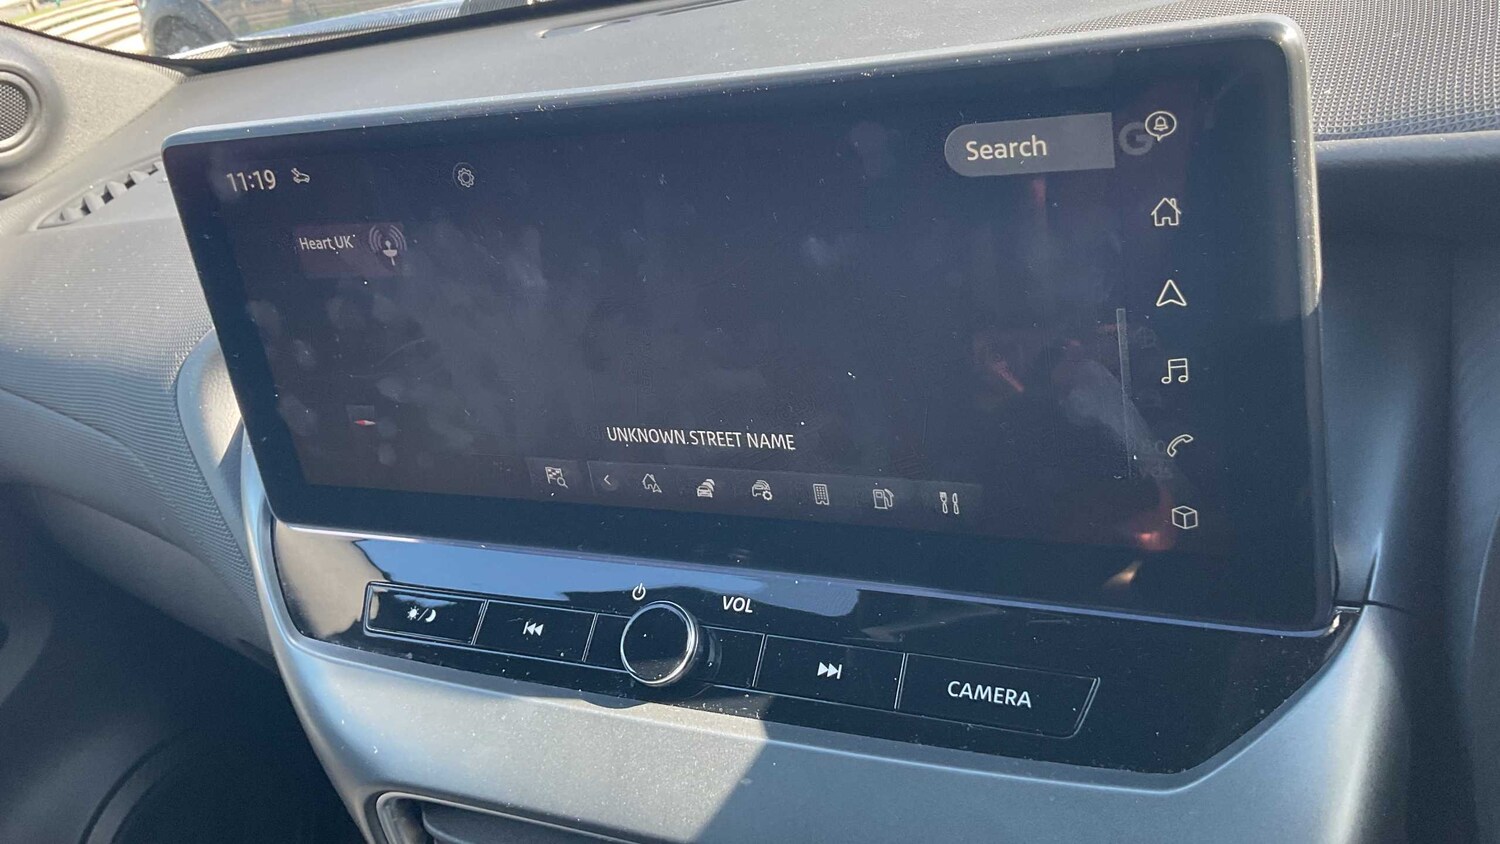 11:19
Search
G
Heart UK
UNKNOWN STREET NAME
VOL
CAMERA